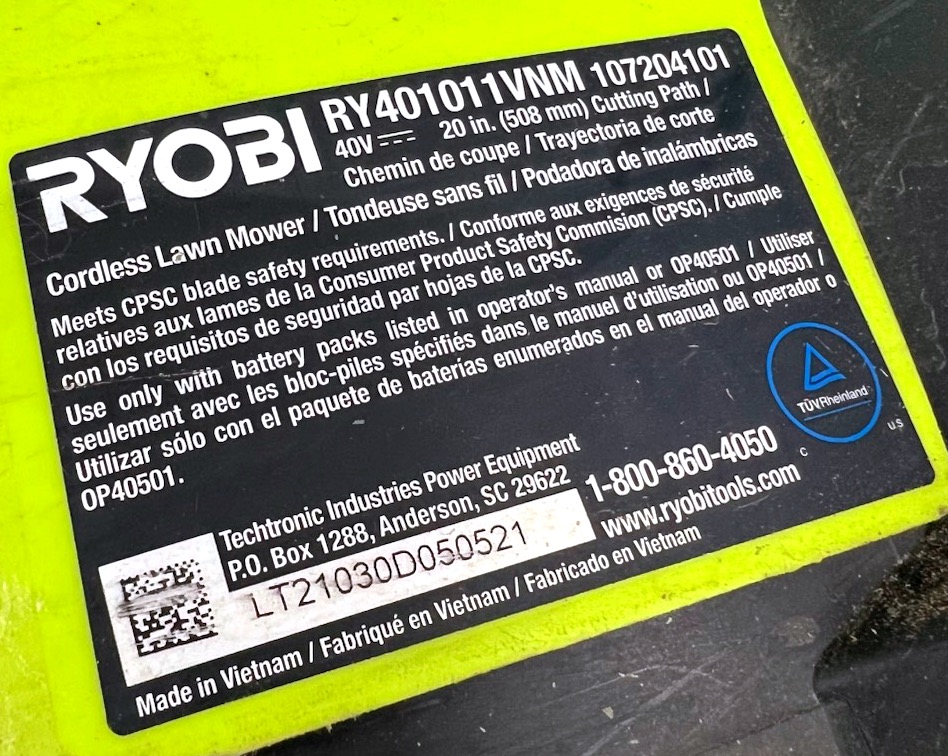 RYOBI
RY401011VNM 107204101
40V ⎓ 20 in. (508 mm) Cutting Path /
Chemin de coupe / Trayectoria de corte
Cordless Lawn Mower / Tondeuse sans fil / Podadora de inalámbricas
Meets CPSC blade safety requirements. / Conforme aux exigences de sécurité
relatives aux lames de la Consumer Product Safety Commision (CPSC). / Cumple
con los requisitos de seguridad par hojas de la CPSC.
Use only with battery packs listed in operator's manual or OP40501 / Utiliser
seulement avec les bloc-piles spécifiés dans le manuel d'utilisation ou OP40501 /
Utilizar sólo con el paquete de baterías enumerados en el manual del operador o
OP40501.
TÜVRheinland
C US
Techtronic Industries Power Equipment
P.O. Box 1288, Anderson, SC 29622
1-800-860-4050
www.ryobitools.com
LT21030D050521
Made in Vietnam / Fabriqué en Vietnam / Fabricado en Vietnam